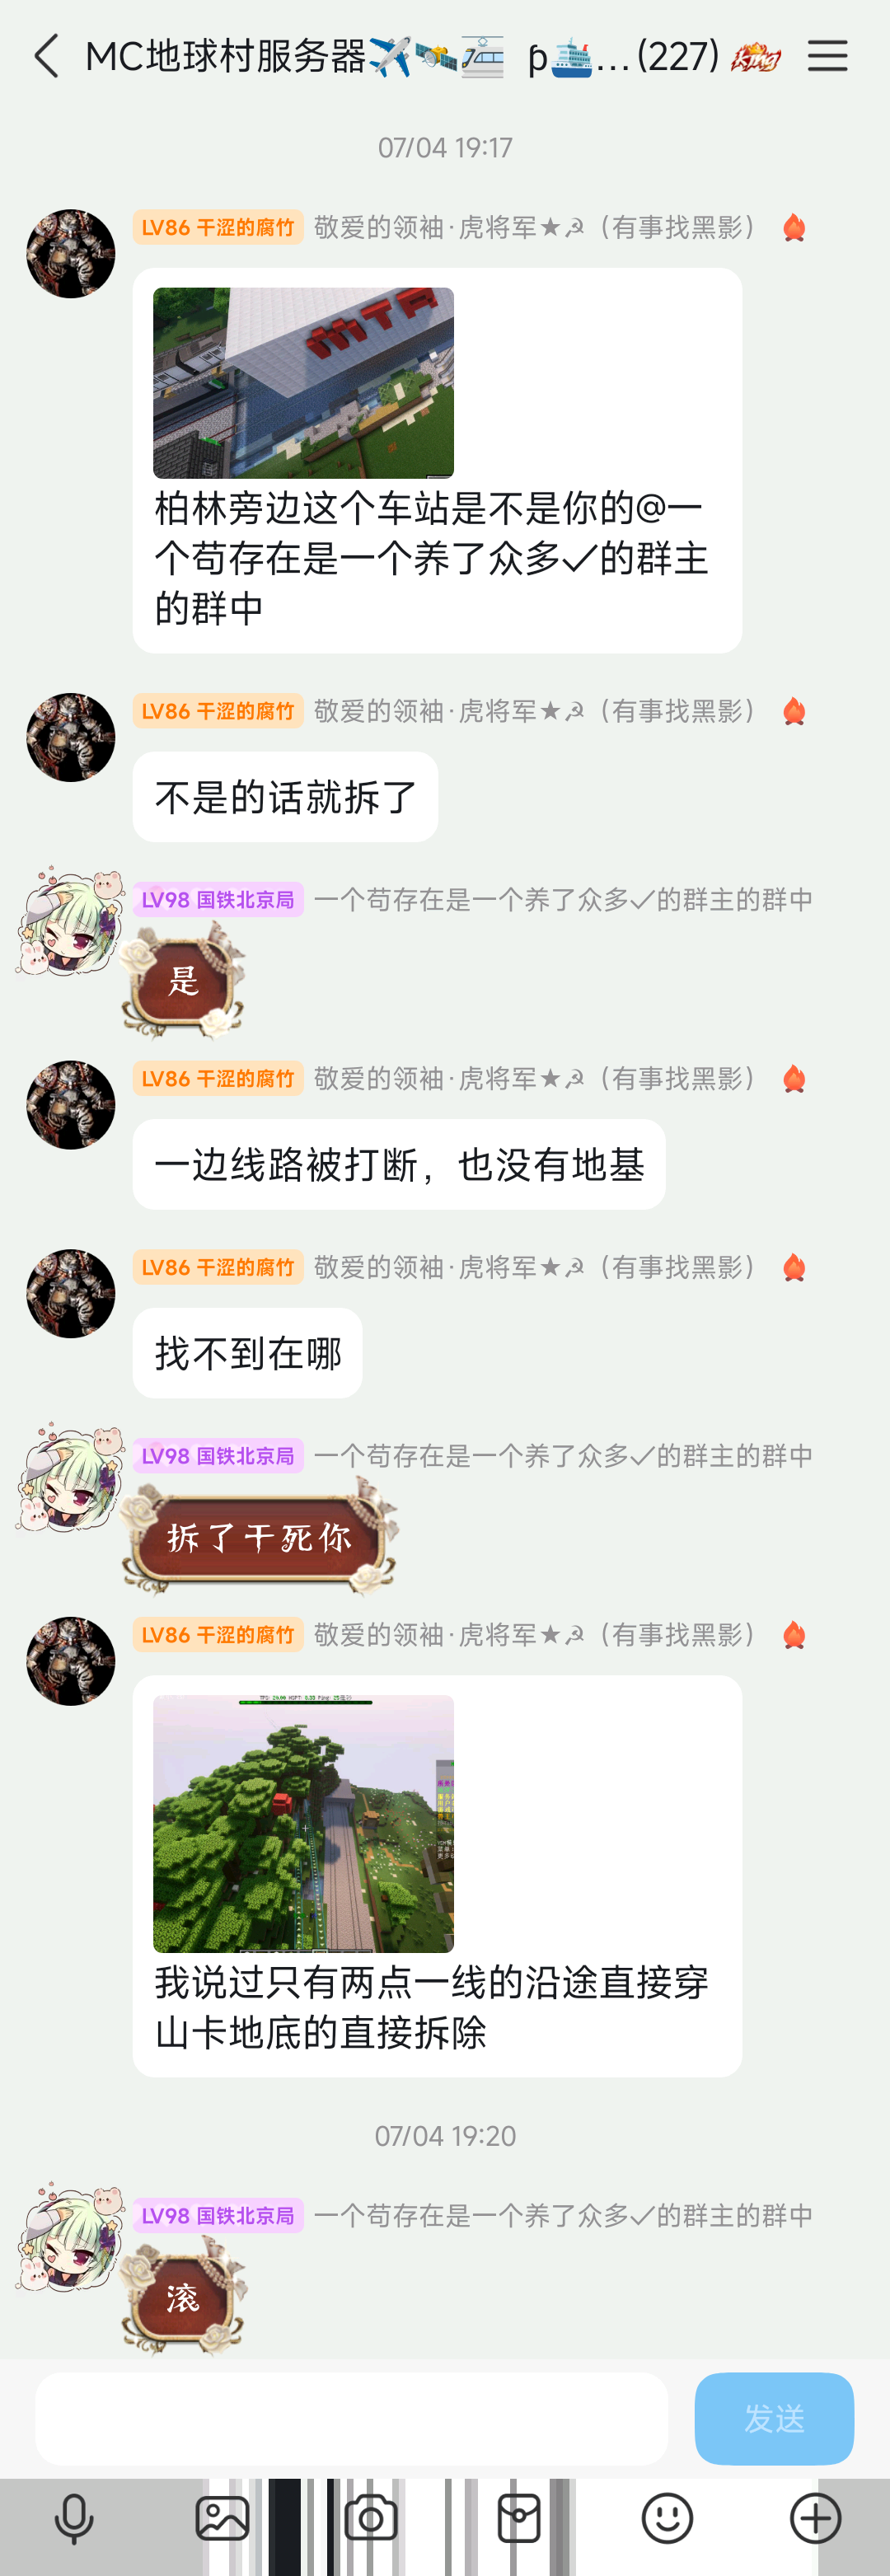 MC地球村服务器✈️🛰️🚈 ƿ🚢...(227)
07/04 19:17
LV86 干涩的腐竹 敬爱的领袖·虎将军★☭（有事找黑影）
MTR
柏林旁边这个车站是不是你的@一
个苟存在是一个养了众多✓的群主
的群中
LV86 干涩的腐竹 敬爱的领袖·虎将军★☭（有事找黑影）
不是的话就拆了
LV98 国铁北京局 一个苟存在是一个养了众多✓的群主的群中
是
LV86 干涩的腐竹 敬爱的领袖·虎将军★☭（有事找黑影）
一边线路被打断，也没有地基
LV86 干涩的腐竹 敬爱的领袖·虎将军★☭（有事找黑影）
找不到在哪
LV98 国铁北京局 一个苟存在是一个养了众多✓的群主的群中
拆了干死你
LV86 干涩的腐竹 敬爱的领袖·虎将军★☭（有事找黑影）
我说过只有两点一线的沿途直接穿
山卡地底的直接拆除
07/04 19:20
LV98 国铁北京局 一个苟存在是一个养了众多✓的群主的群中
滚
发送